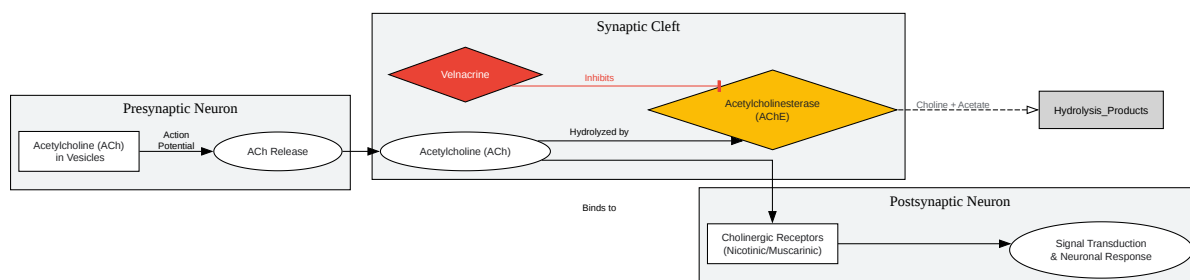 Synaptic Cleft
Velnacrine
Inhibits
Acetylcholinesterase
(AChE)
Choline + Acetate
Hydrolysis_Products
Presynaptic Neuron
Acetylcholine (ACh)
in Vesicles
Action
Potential
ACh Release
Acetylcholine (ACh)
Hydrolyzed by
Binds to
Postsynaptic Neuron
Cholinergic Receptors
(Nicotinic/Muscarinic)
Signal Transduction
& Neuronal Response